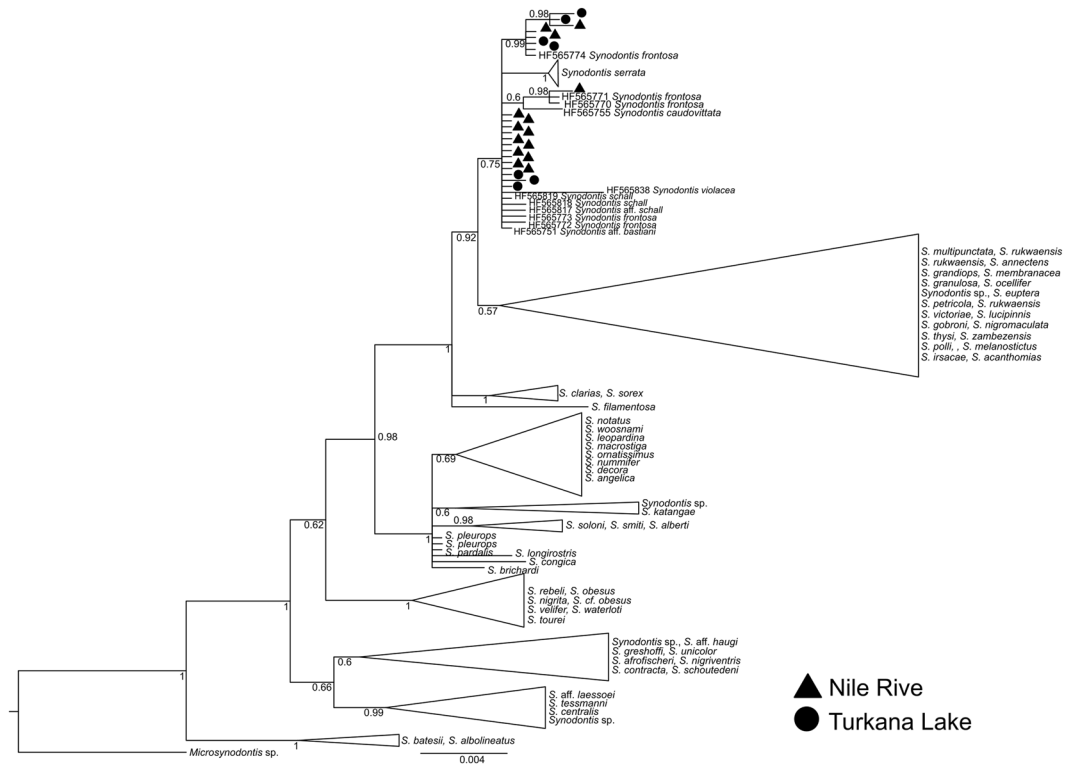 0.98
0.99
HF565774 Synodontis frontosa
1
Synodontis serrata
0.98
HF565771 Synodontis frontosa
0.6
HF565770 Synodontis frontosa
HF565755 Synodontis caudovittata
0.75
HF565838 Synodontis violacea
HF565819 Synodontis schall
HF565818 Synodontis schall
HF565817 Synodontis aff. schall
HF565773 Synodontis frontosa
HF565772 Synodontis frontosa
HF565751 Synodontis aff. bastiani
0.92
0.57
S. multipunctata, S. rukwaensis
S. rukwaensis, S. annectens
S. grandiops, S. membranacea
S. granulosa, S. ocellifer
Synodontis sp., S. euptera
S. petricola, S. rukwaensis
S. victoriae, S. lucipinnis
S. gobroni, S. nigromaculata
S. thysi, S. zambezensis
S. polli, , S. melanostictus
S. irsacae, S. acanthomias
1
1
S. clarias, S. sorex
S. filamentosa
0.98
0.69
S. notatus
S. woosnami
S. leopardina
S. macrostiga
S. ornatissimus
S. nummifer
S. decora
S. angelica
0.6
Synodontis sp.
S. katangae
0.98
S. soloni, S. smiti, S. alberti
1
S. pleurops
S. pleurops
S. pardalis
S. longirostris
S. congica
S. brichardi
0.62
1
S. rebeli, S. obesus
S. nigrita, S. cf. obesus
S. velifer, S. waterloti
S. tourei
1
0.6
Synodontis sp., S. aff. haugi
S. greshoffi, S. unicolor
S. afrofischeri, S. nigriventris
S. contracta, S. schoutedeni
0.66
0.99
S. aff. laessoei
S. tessmanni
S. centralis
Synodontis sp.
1
1
S. batesii, S. albolineatus
Microsynodontis sp.
0.004
Nile Rive
Turkana Lake